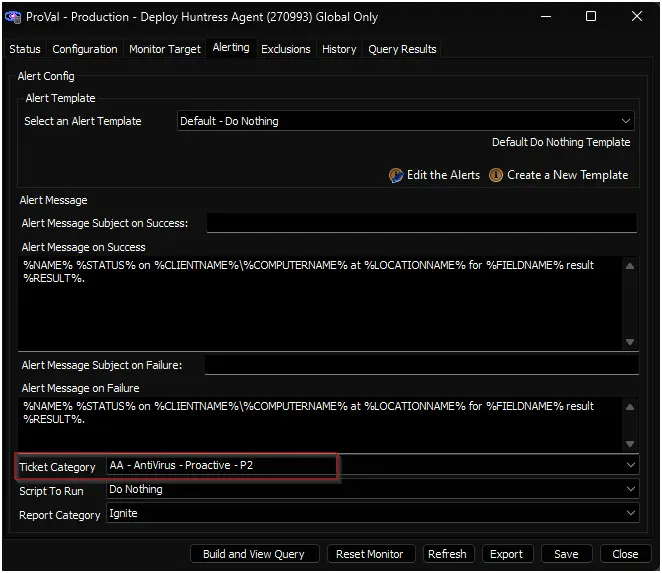 ProVal - Production - Deploy Huntress Agent (270993) Global Only
Status Configuration Monitor Target Alerting Exclusions History Query Results
Alert Config
Alert Template
Select an Alert Template Default - Do Nothing
Default Do Nothing Template
Edit the Alerts Create a New Template
Alert Message
Alert Message Subject on Success:
Alert Message on Success
%NAME% %STATUS% on %CLIENTNAME%\%COMPUTERNAME% at %LOCATIONNAME% for %FIELDNAME% result
%RESULT%.
Alert Message Subject on Failure:
Alert Message on Failure
%NAME% %STATUS% on %CLIENTNAME%\%COMPUTERNAME% at %LOCATIONNAME% for %FIELDNAME% result
%RESULT%.
Ticket Category AA - AntiVirus - Proactive - P2
Script To Run Do Nothing
Report Category Ignite
Build and View Query Reset Monitor Refresh Export Save Close